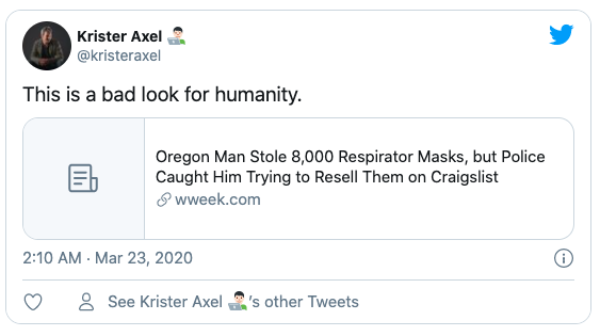 Krister Axel 👨🏻‍💻
@kristeraxel
This is a bad look for humanity.
Oregon Man Stole 8,000 Respirator Masks, but Police
Caught Him Trying to Resell Them on Craigslist
wweek.com
2:10 AM · Mar 23, 2020
See Krister Axel 👨🏻‍💻's other Tweets